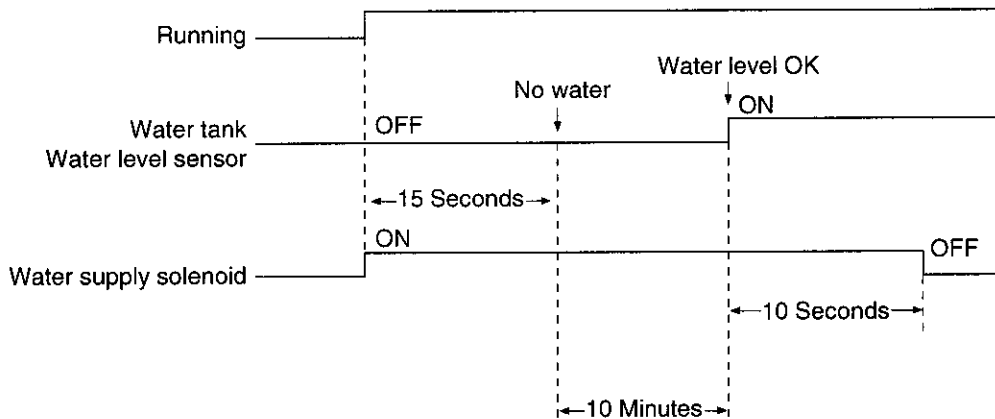 Running
Water level OK
No water
ON
Water tank
Water level sensor
OFF
15 Seconds
ON
OFF
Water supply solenoid
10 Seconds
10 Minutes